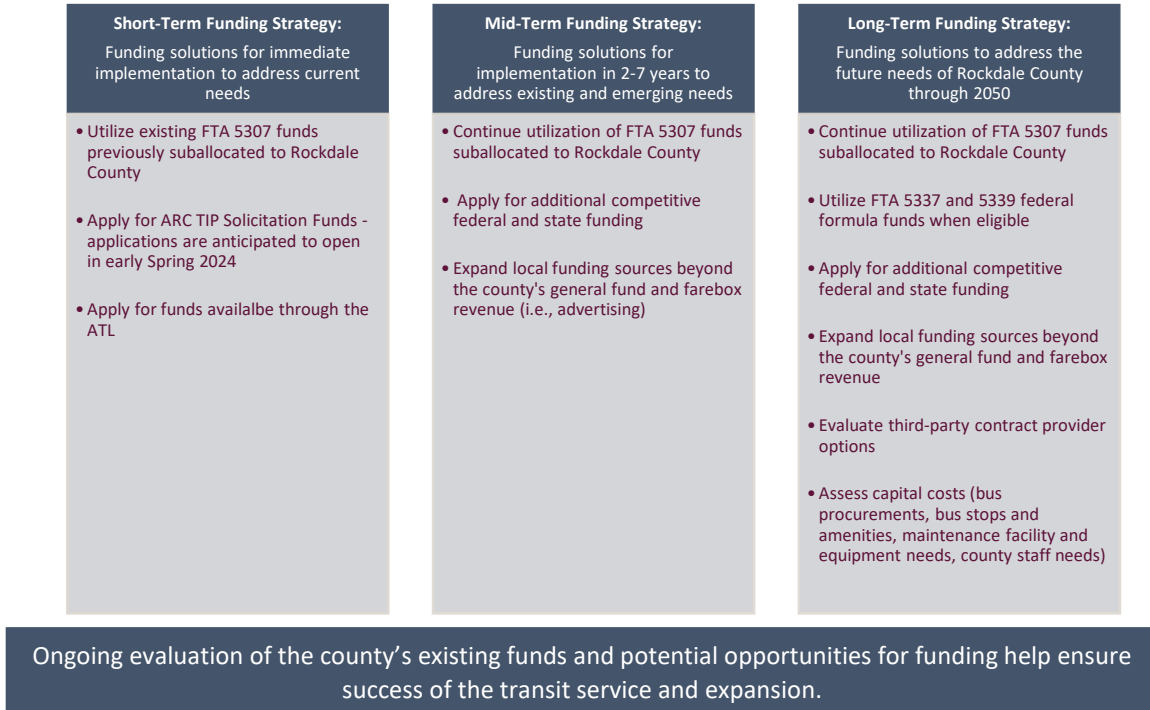 Short-Term Funding Strategy:
Funding solutions for immediate
implementation to address current
needs
• Utilize existing FTA 5307 funds
previously suballocated to Rockdale
County
• Apply for ARC TIP Solicitation Funds -
applications are anticipated to open
in early Spring 2024
• Apply for funds availalbe through the
ATL
Mid-Term Funding Strategy:
Funding solutions for
implementation in 2-7 years to
address existing and emerging needs
• Continue utilization of FTA 5307 funds
suballocated to Rockdale County
• Apply for additional competitive
federal and state funding
• Expand local funding sources beyond
the county's general fund and farebox
revenue (i.e., advertising)
Long-Term Funding Strategy:
Funding solutions to address the
future needs of Rockdale County
through 2050
• Continue utilization of FTA 5307 funds
suballocated to Rockdale County
• Utilize FTA 5337 and 5339 federal
formula funds when eligible
• Apply for additional competitive
federal and state funding
• Expand local funding sources beyond
the county's general fund and farebox
revenue
• Evaluate third-party contract provider
options
• Assess capital costs (bus
procurements, bus stops and
amenities, maintenance facility and
equipment needs, county staff needs)
Ongoing evaluation of the county’s existing funds and potential opportunities for funding help ensure
success of the transit service and expansion.